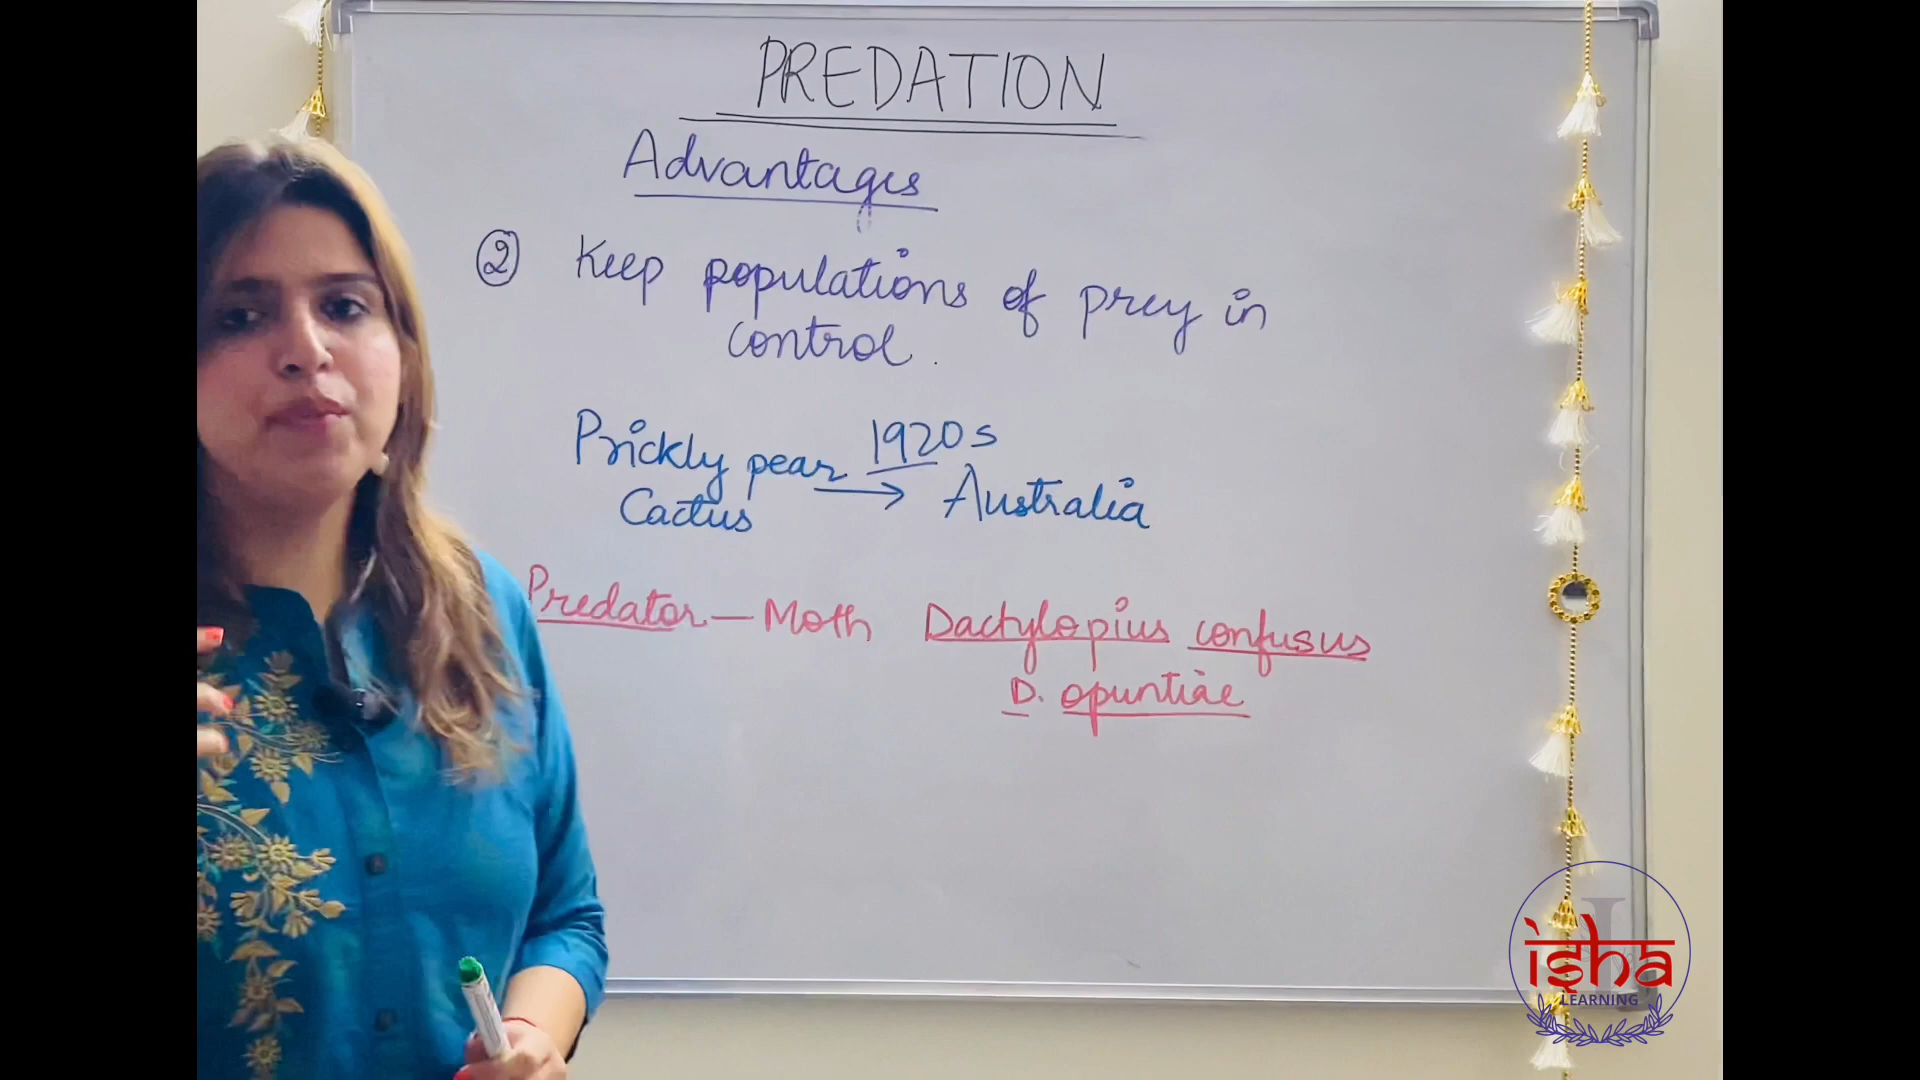 PREDATION
Advantages
② Keep populations of prey in
control.
Prickly pear 1920s
Cactus → Australia
Predator — Moth Dactylopius confusus
D. opuntiae
isha
LEARNING